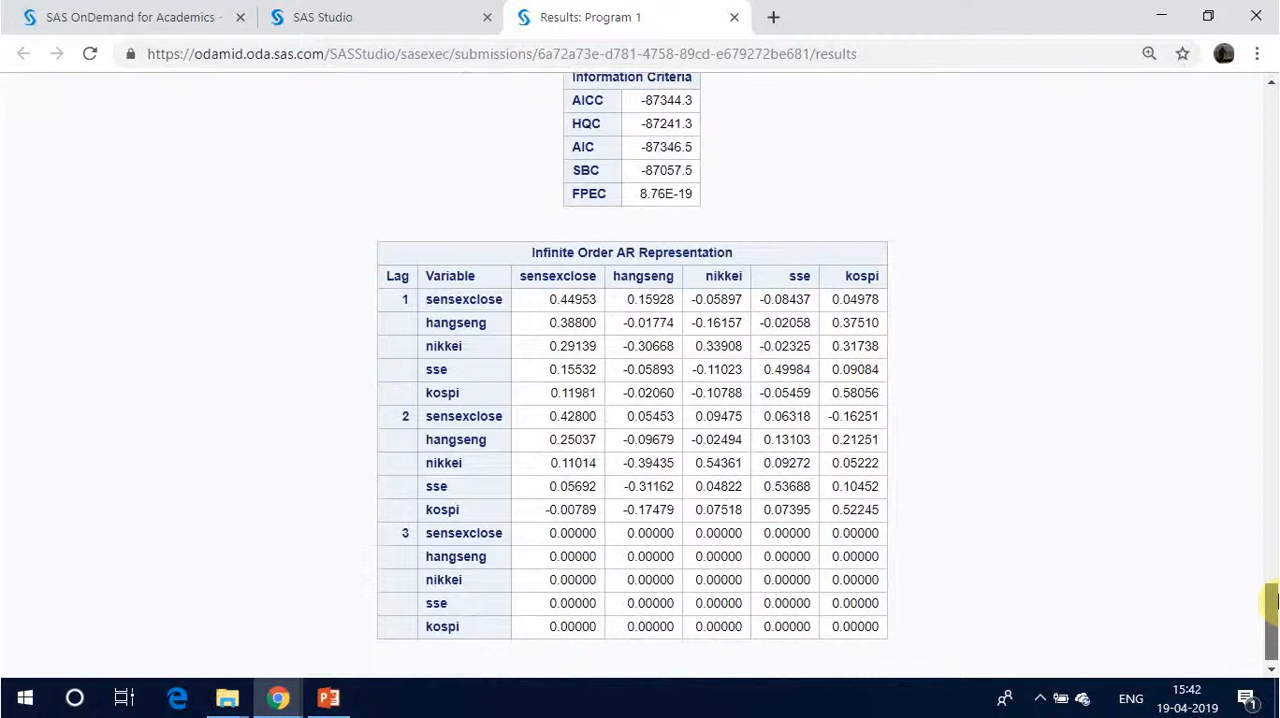 SAS OnDemand for Academics -
SAS Studio
Results: Program 1
https://odamid.oda.sas.com/SASStudio/sasexec/submissions/6a72a73e-d781-4758-89cd-e679272be681/results
Information Criteria
AICC -87344.3
HQC -87241.3
AIC -87346.5
SBC -87057.5
FPEC 8.76E-19
Infinite Order AR Representation
Lag Variable sensexclose hangseng nikkei sse kospi
1 sensexclose 0.44953 0.15928 -0.05897 -0.08437 0.04978
hangseng 0.38800 -0.01774 -0.16157 -0.02058 0.37510
nikkei 0.29139 -0.30668 0.33908 -0.02325 0.31738
sse 0.15532 -0.05893 -0.11023 0.49984 0.09084
kospi 0.11981 -0.02060 -0.10788 -0.05459 0.58056
2 sensexclose 0.42800 0.05453 0.09475 0.06318 -0.16251
hangseng 0.25037 -0.09679 -0.02494 0.13103 0.21251
nikkei 0.11014 -0.39435 0.54361 0.09272 0.05222
sse 0.05692 -0.31162 0.04822 0.53688 0.10452
kospi -0.00789 -0.17479 0.07518 0.07395 0.52245
3 sensexclose 0.00000 0.00000 0.00000 0.00000 0.00000
hangseng 0.00000 0.00000 0.00000 0.00000 0.00000
nikkei 0.00000 0.00000 0.00000 0.00000 0.00000
sse 0.00000 0.00000 0.00000 0.00000 0.00000
kospi 0.00000 0.00000 0.00000 0.00000 0.00000
ENG
15:42
19-04-2019
1